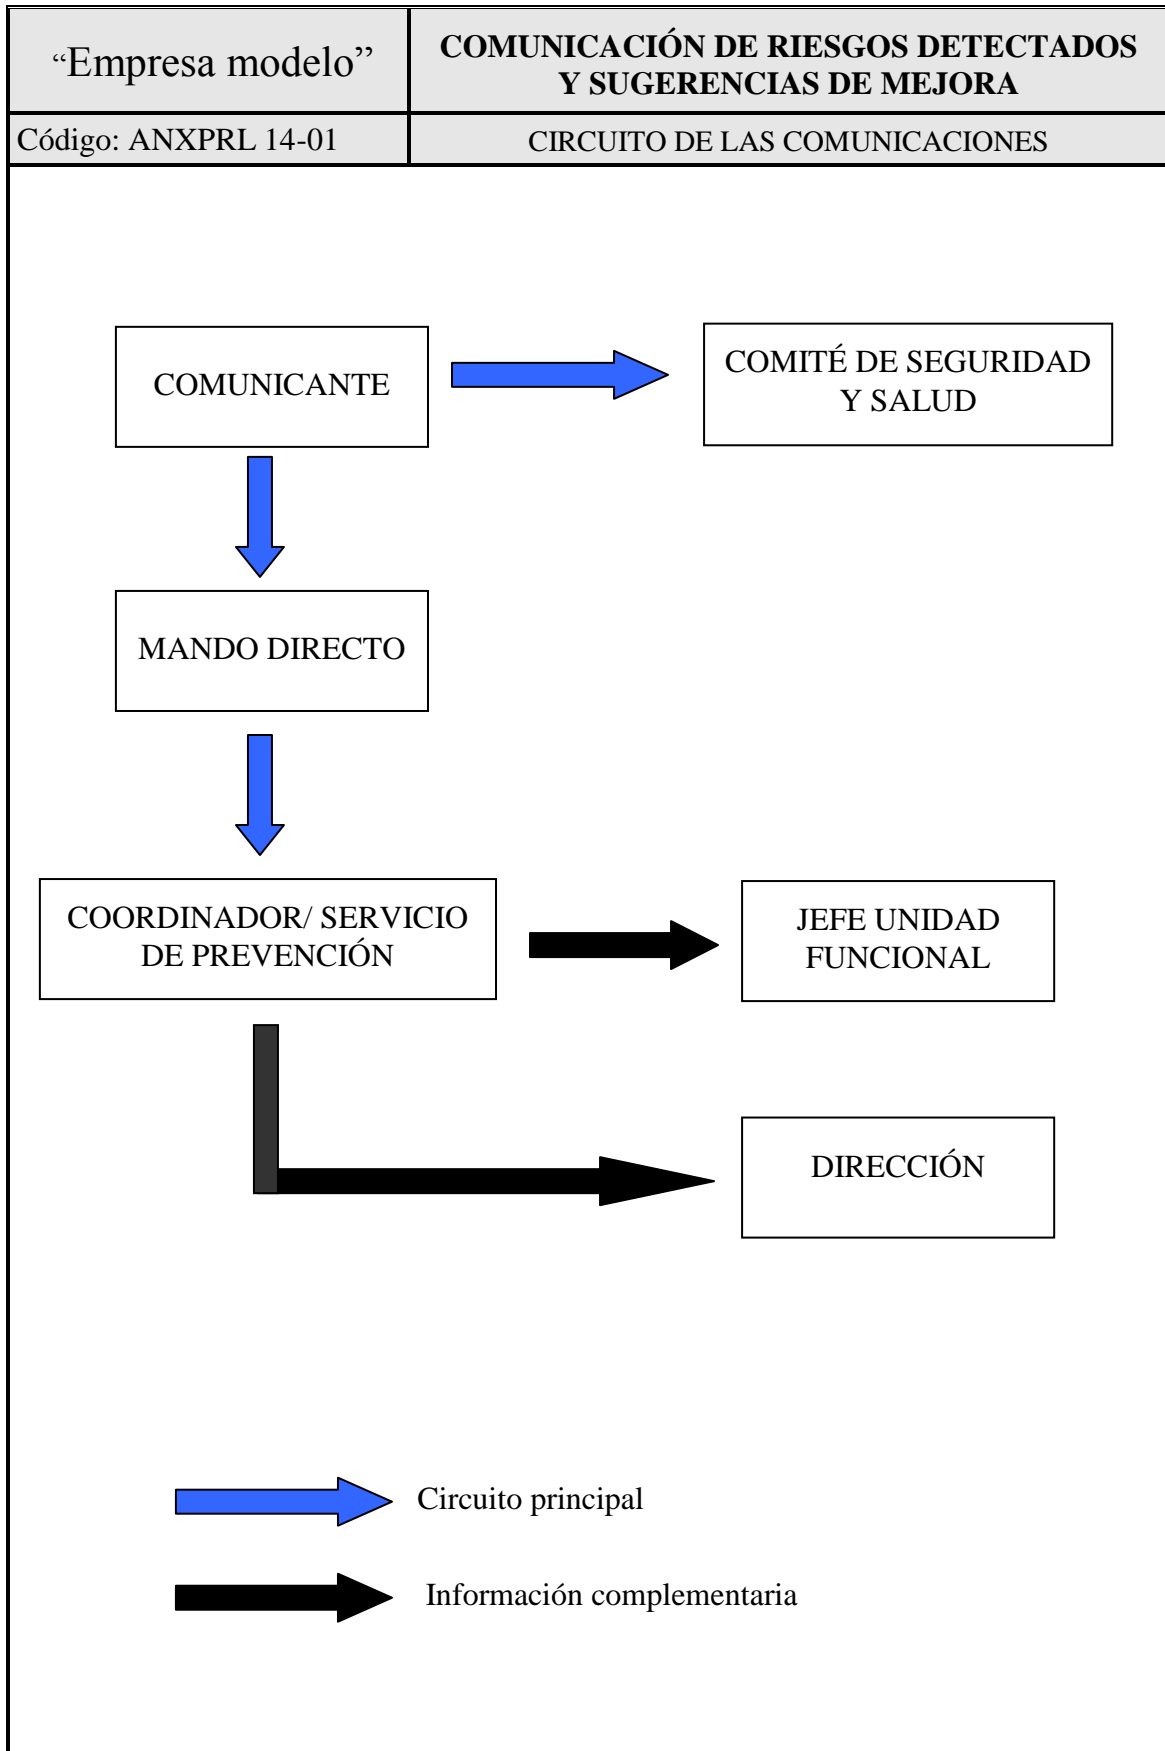 “Empresa modelo”
COMUNICACIÓN DE RIESGOS DETECTADOS
Y SUGERENCIAS DE MEJORA
Código: ANXPRL 14-01
CIRCUITO DE LAS COMUNICACIONES
COMUNICANTE
COMITÉ DE SEGURIDAD
Y SALUD
MANDO DIRECTO
COORDINADOR/ SERVICIO
DE PREVENCIÓN
JEFE UNIDAD
FUNCIONAL
DIRECCIÓN
Circuito principal
Información complementaria